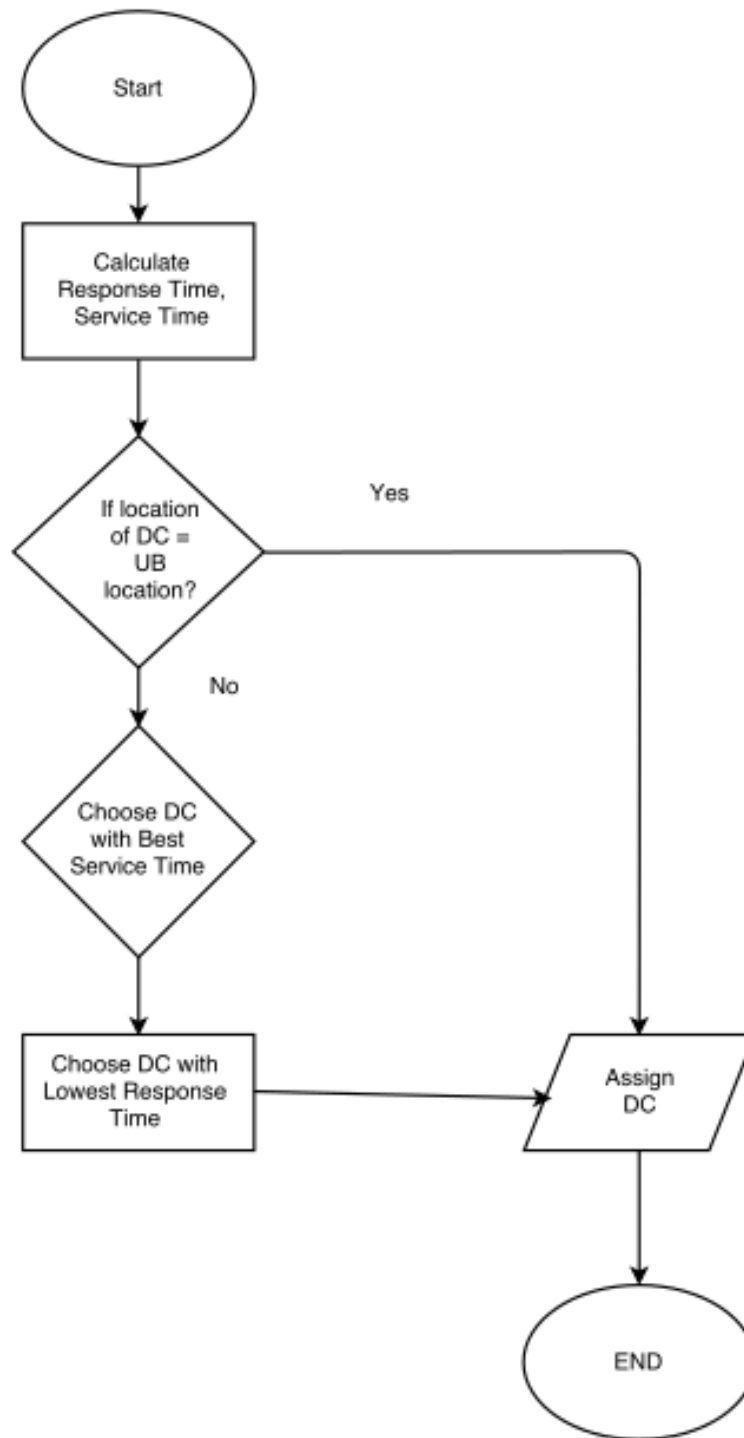 Start
Calculate
Response Time,
Service Time
If location
of DC =
UB
location?
Yes
No
Choose DC
with Best
Service Time
Choose DC with
Lowest Response
Time
Assign
DC
END